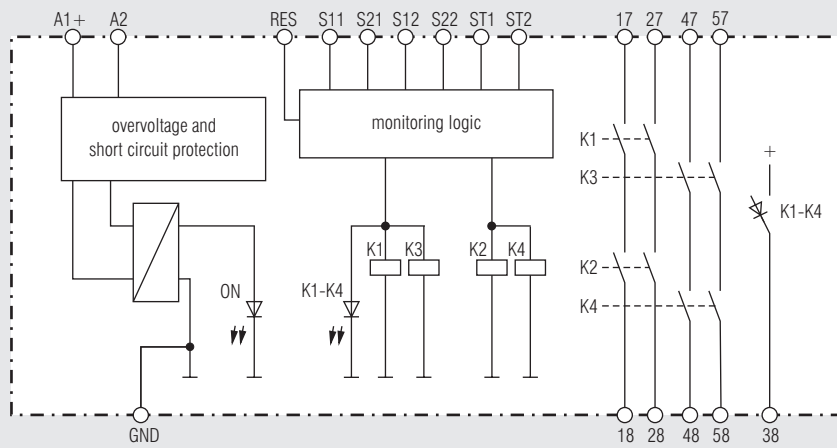 A1+ A2 RES S11 S21 S12 S22 ST1 ST2 17 27 47 57
overvoltage and
short circuit protection
monitoring logic
K1
K3
+
K1-K4
K1 K3 K2 K4
K2
ON K1-K4
K4
GND 18 28 48 58 38